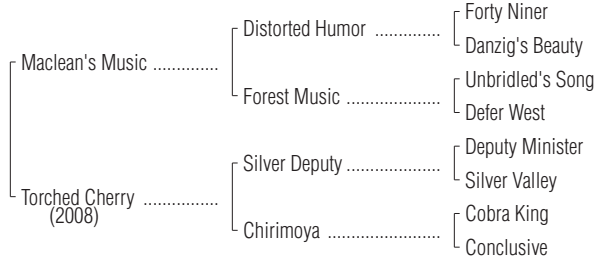 Forty Niner
Distorted Humor ..............
Danzig's Beauty
Maclean's Music ..............
Unbridled's Song
Forest Music ....................
Defer West
Deputy Minister
Silver Deputy ....................
Silver Valley
Torched Cherry ................
(2008)
Cobra King
Chirimoya ........................
Conclusive